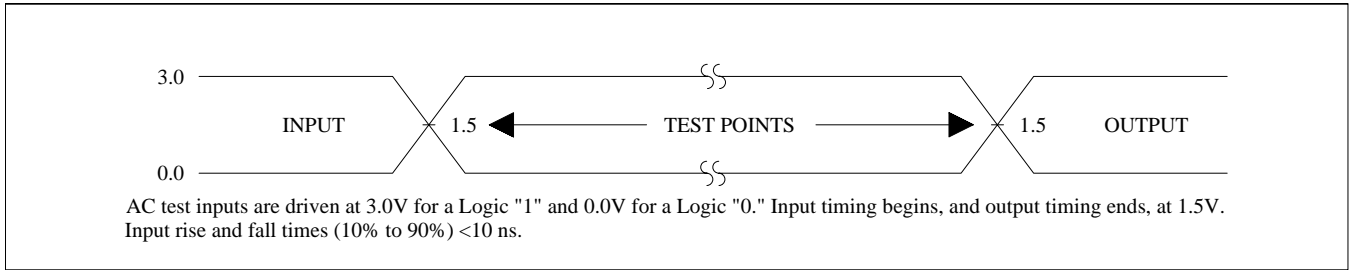 3.0
INPUT 1.5 TEST POINTS 1.5 OUTPUT
0.0
AC test inputs are driven at 3.0V for a Logic "1" and 0.0V for a Logic "0." Input timing begins, and output timing ends, at 1.5V.
Input rise and fall times (10% to 90%) <10 ns.